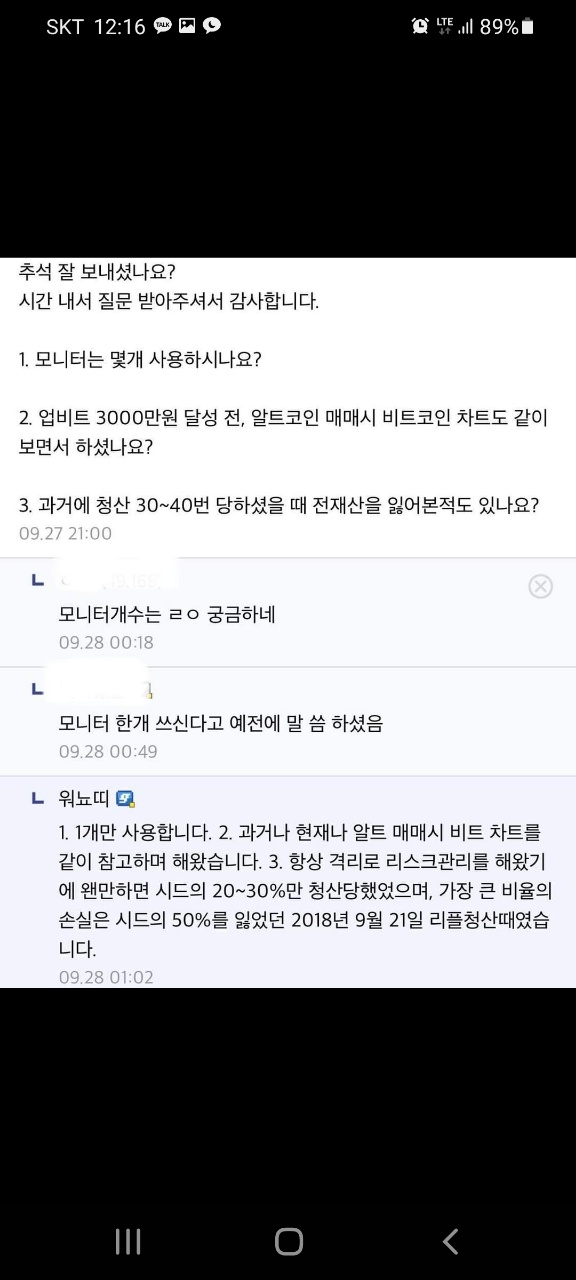 SKT 12:16
LTE
89%
추석 잘 보내셨나요?
시간 내서 질문 받아주셔서 감사합니다.
1. 모니터는 몇개 사용하시나요?
2. 업비트 3000만원 달성 전, 알트코인 매매시 비트코인 차트도 같이
보면서 하셨나요?
3. 과거에 청산 30~40번 당하셨을 때 전재산을 잃어본적도 있나요?
09.27 21:00
모니터개수는 ㄹㅇ 궁금하네
09.28 00:18
모니터 한개 쓰신다고 예전에 말 씀 하셨음
09.28 00:49
워뇨띠
1. 1개만 사용합니다. 2. 과거나 현재나 알트 매매시 비트 차트를
같이 참고하며 해왔습니다. 3. 항상 격리로 리스크관리를 해왔기
에 왠만하면 시드의 20~30%만 청산당했었으며, 가장 큰 비율의
손실은 시드의 50%를 잃었던 2018년 9월 21일 리플청산때였습
니다.
09.28 01:02